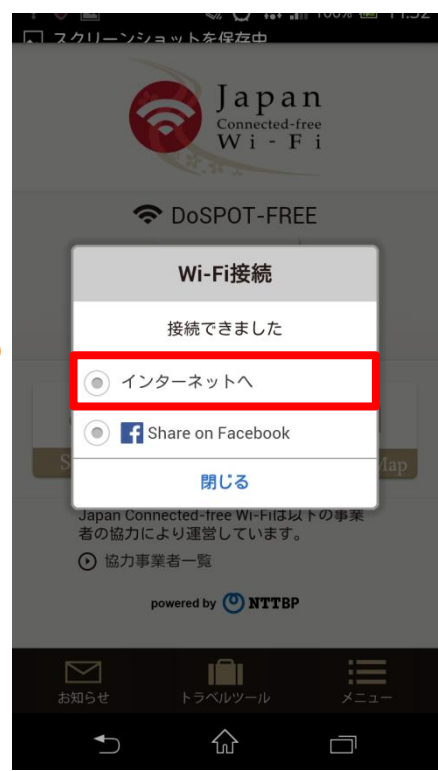 100% 11:52
スクリーンショットを保存中
Japan
Connected-free
Wi-Fi
DoSPOT-FREE
Wi-Fi接続
接続できました
インターネットへ
Share on Facebook
S
Map
閉じる
Japan Connected-free Wi-Fiは以下の事業
者の協力により運営しています。
協力事業者一覧
powered by NTTBP
お知らせ
トラベルツール
メニュー